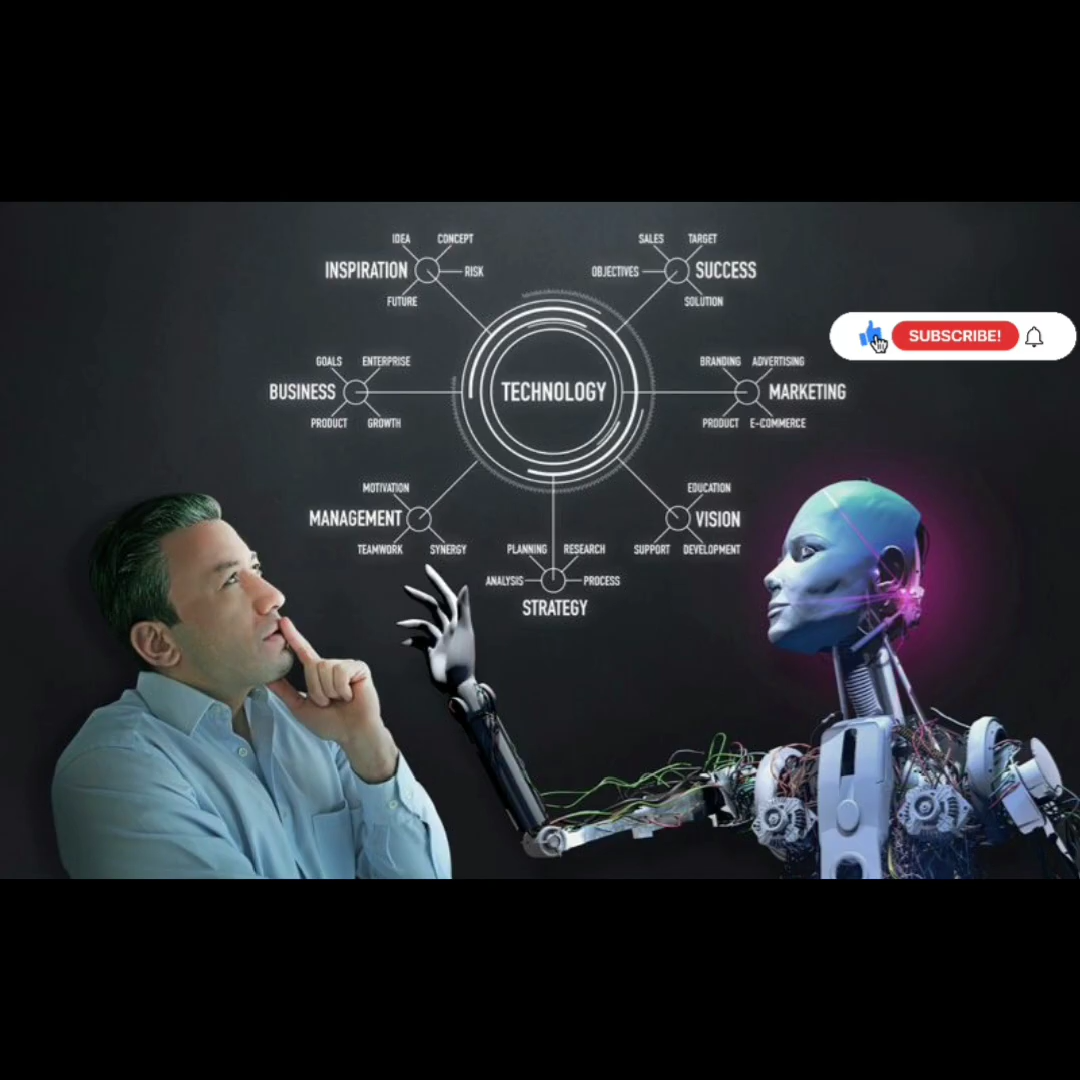 IDEA CONCEPT
INSPIRATION RISK
FUTURE
SALES TARGET
OBJECTIVES SUCCESS
SOLUTION
SUBSCRIBE!
GOALS ENTERPRISE
BUSINESS
PRODUCT GROWTH
TECHNOLOGY
BRANDING ADVERTISING
MARKETING
PRODUCT E-COMMERCE
MOTIVATION
MANAGEMENT
TEAMWORK SYNERGY
EDUCATION
VISION
SUPPORT DEVELOPMENT
PLANNING RESEARCH
ANALYSIS PROCESS
STRATEGY